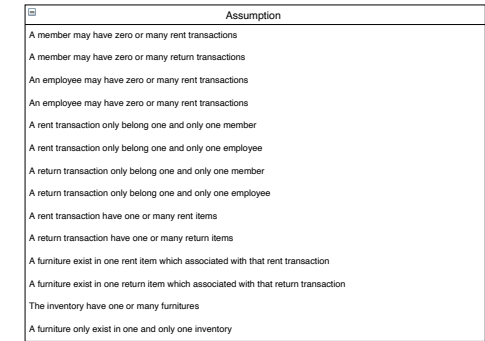 Assumption
A member may have zero or many rent transactions
A member may have zero or many return transactions
An employee may have zero or many rent transactions
An employee may have zero or many rent transactions
A rent transaction only belong one and only one member
A rent transaction only belong one and only one employee
A return transaction only belong one and only one member
A return transaction only belong one and only one employee
A rent transaction have one or many rent items
A return transaction have one or many return items
A furniture exist in one rent item which associated with that rent transaction
A furniture exist in one return item which associated with that return transaction
The inventory have one or many furnitures
A furniture only exist in one and only one inventory